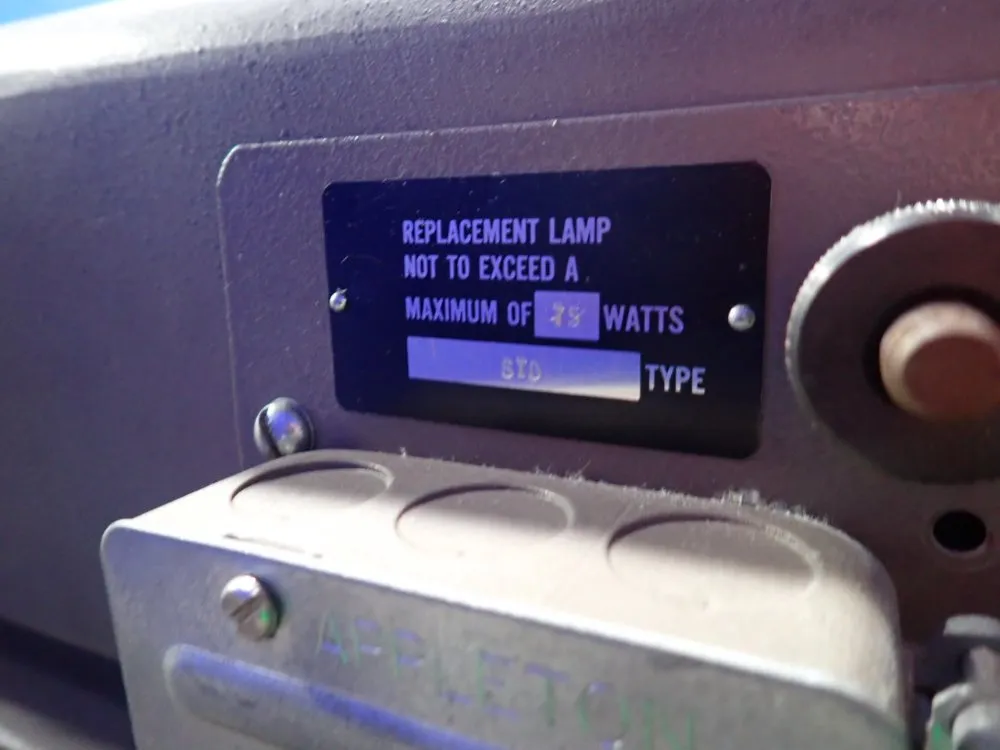 REPLACEMENT LAMP
NOT TO EXCEED A
MAXIMUM OF 75 WATTS
STD TYPE
APPLETON